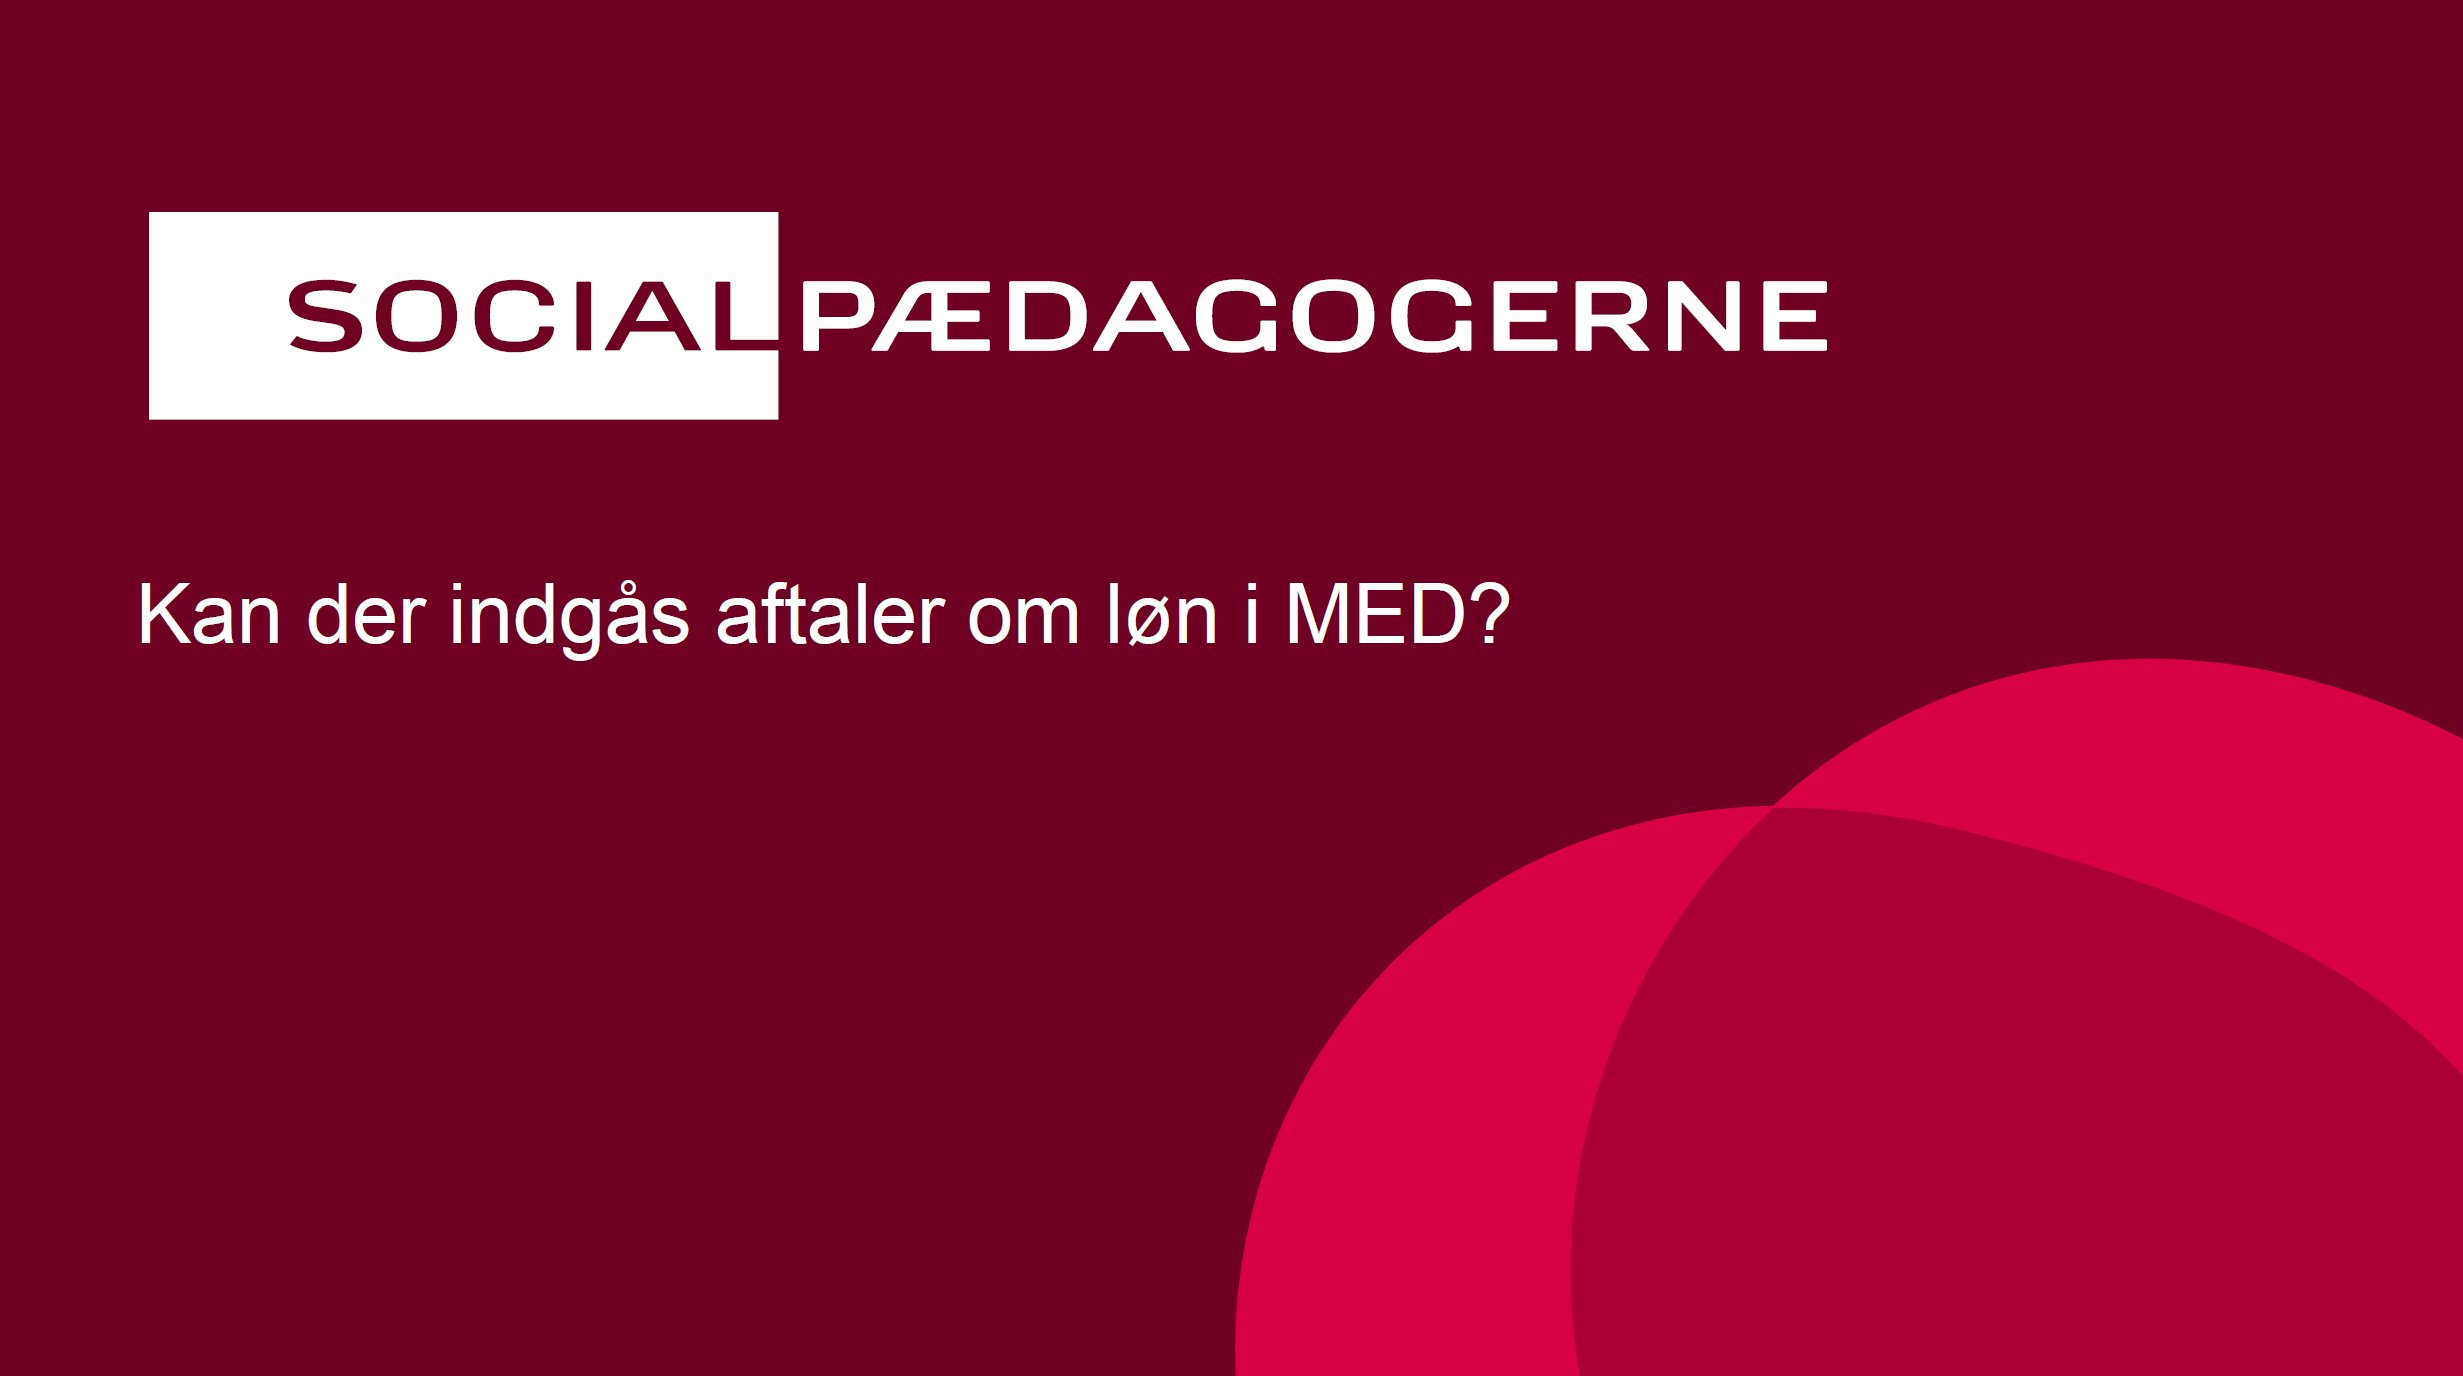 SOCIALPÆDAGOGERNE
Kan der indgås aftaler om løn i MED?